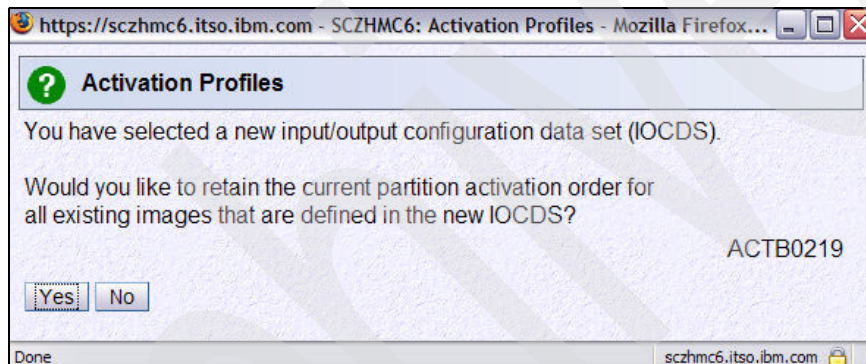 https://sczhmc6.itso.ibm.com - SCZHMC6: Activation Profiles - Mozilla Firefox...
Activation Profiles
You have selected a new input/output configuration data set (IOCDS).
Would you like to retain the current partition activation order for
all existing images that are defined in the new IOCDS?
ACTB0219
Yes No
Done sczhmc6.itso.ibm.com